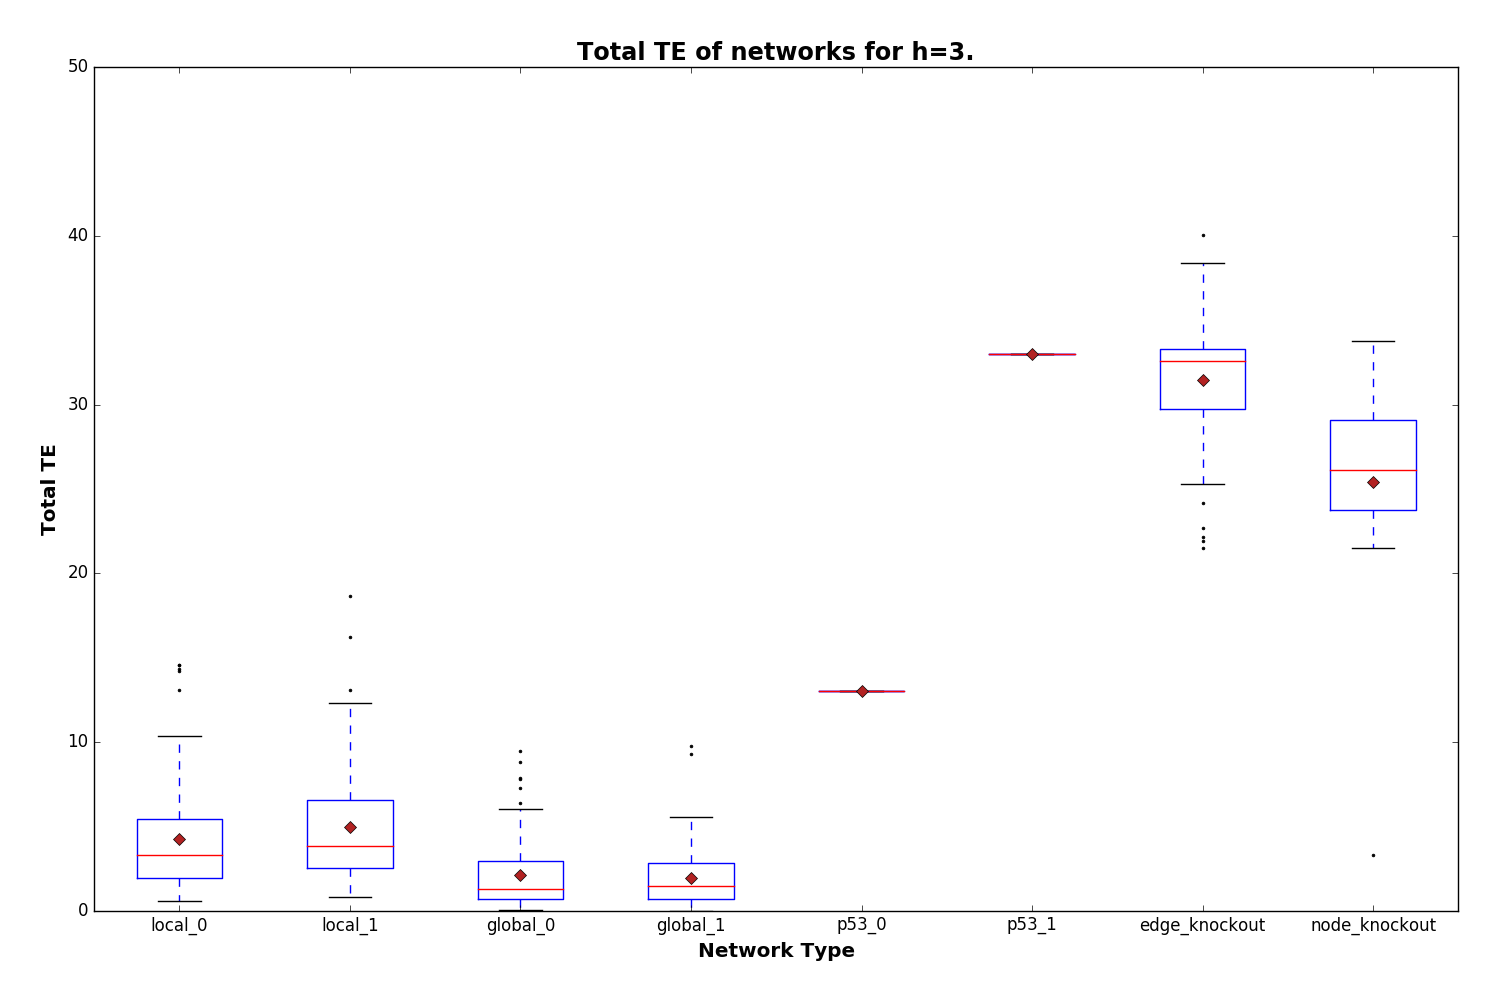 Total TE of networks for h=3.
50
40
30
20
10
0
Total TE
local_0 local_1 global_0 global_1 p53_0 p53_1 edge_knockout node_knockout
Network Type